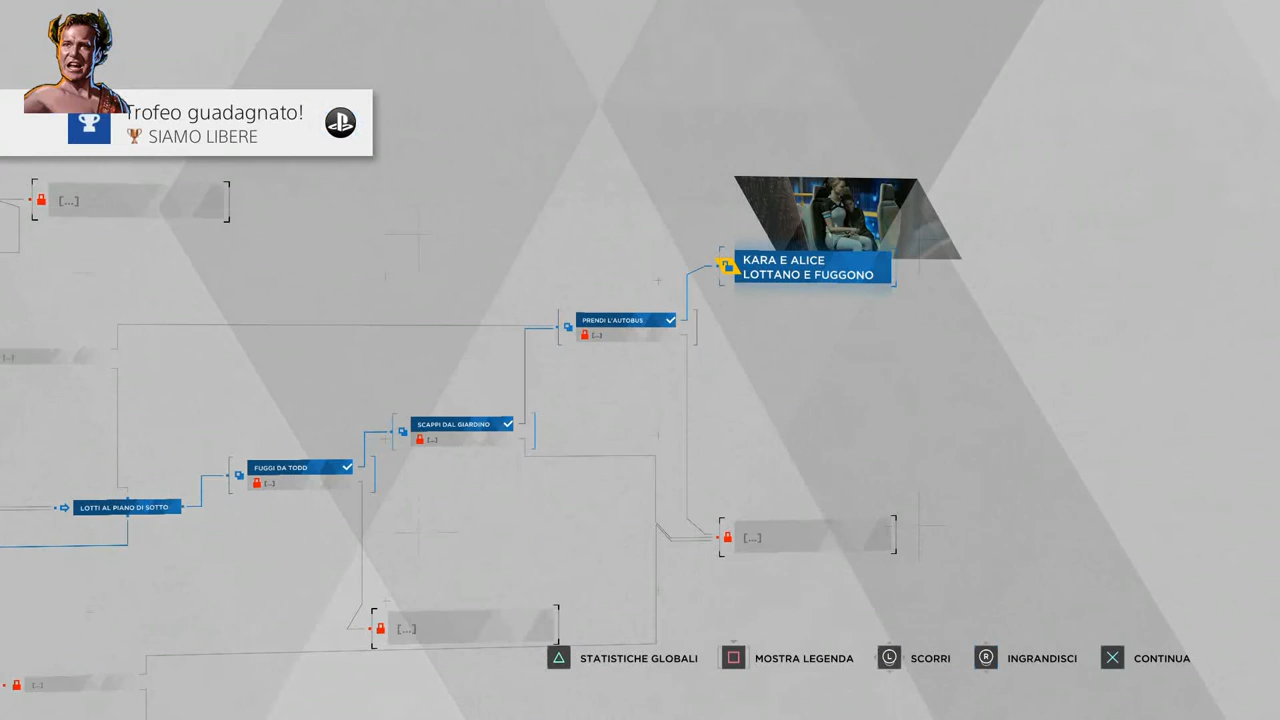 Trofeo guadagnato!
SIAMO LIBERE
[...]
KARA E ALICE
LOTTANO E FUGGONO
PRENDI L'AUTOBUS
[...]
[...]
SCAPPI DAL GIARDINO
[...]
FUGGI DA TODD
[...]
LOTTI AL PIANO DI SOTTO
[...]
[...]
[...]
STATISTICHE GLOBALI
MOSTRA LEGENDA
L
SCORRI
R
INGRANDISCI
CONTINUA